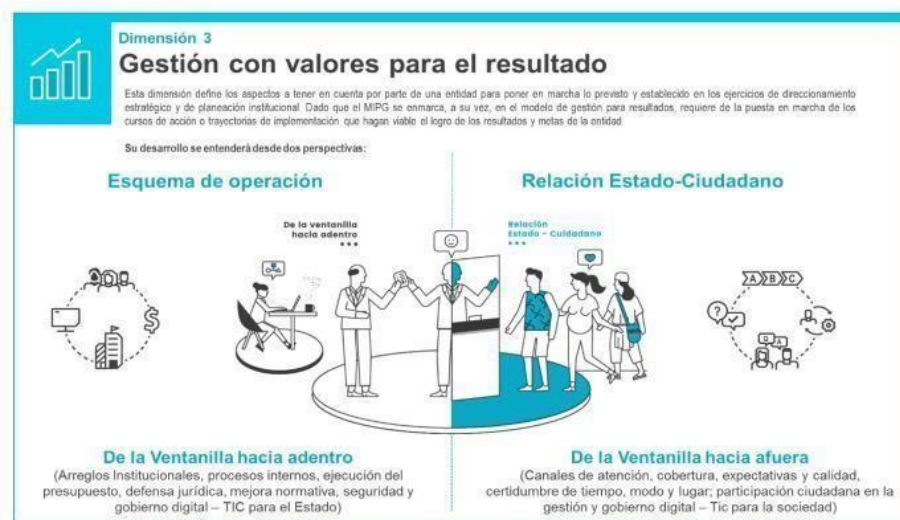 Dimensión 3
Gestión con valores para el resultado
Esta dimensión define los aspectos a tener en cuenta por parte de una entidad para poner en marcha lo previsto y establecido en los ejercicios de direccionamiento
estratégico y de planeación institucional. Dado que el MIPG se enmarca, a su vez, en el modelo de gestión para resultados, requiere de la puesta en marcha de los
cursos de acción o trayectorias de implementación que hagan viable el logro de los resultados y metas de la entidad.
Su desarrollo se entenderá desde dos perspectivas:
Esquema de operación
De la ventanilla
hacia adentro
De la Ventanilla hacia adentro
(Arreglos Institucionales, procesos internos, ejecución del
presupuesto, defensa jurídica, mejora normativa, seguridad y
gobierno digital – TIC para el Estado)
Relación Estado-Ciudadano
Relación
Estado - Cuidadano
A B C
? 
$
De la Ventanilla hacia afuera
(Canales de atención, cobertura, expectativas y calidad,
certidumbre de tiempo, modo y lugar; participación ciudadana en la
gestión y gobierno digital – Tic para la sociedad)